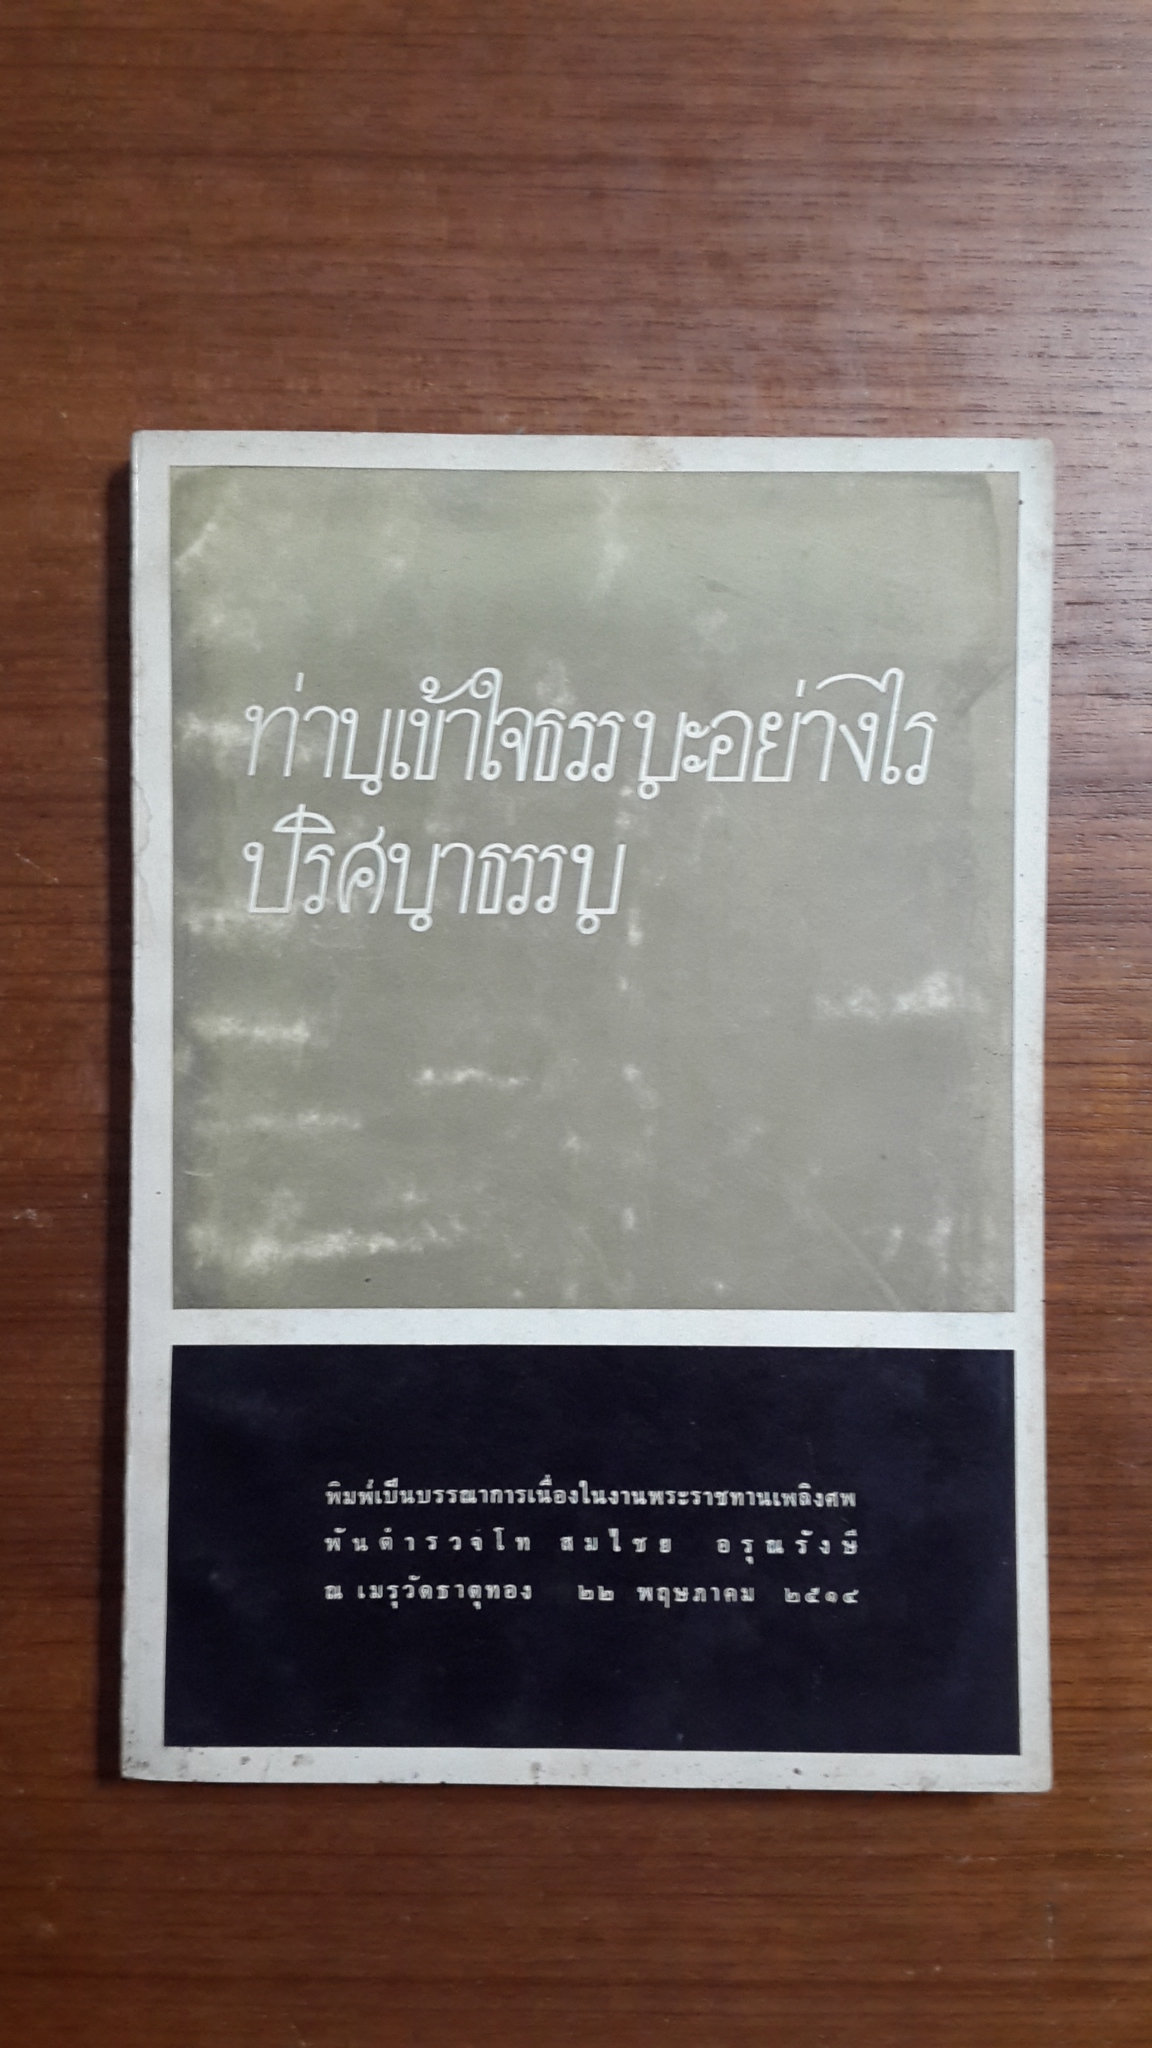 ท่านเข้าใจธรรมะอย่างไร
ปริศนาธรรม
พิมพ์เป็นบรรณาการเนื่องในงานพระราชทานเพลิงศพ
พันตำรวจโท สมไชย อรุณรังษี
ณ เมรุวัดธาตุทอง ๒๒ พฤษภาคม ๒๕๑๔